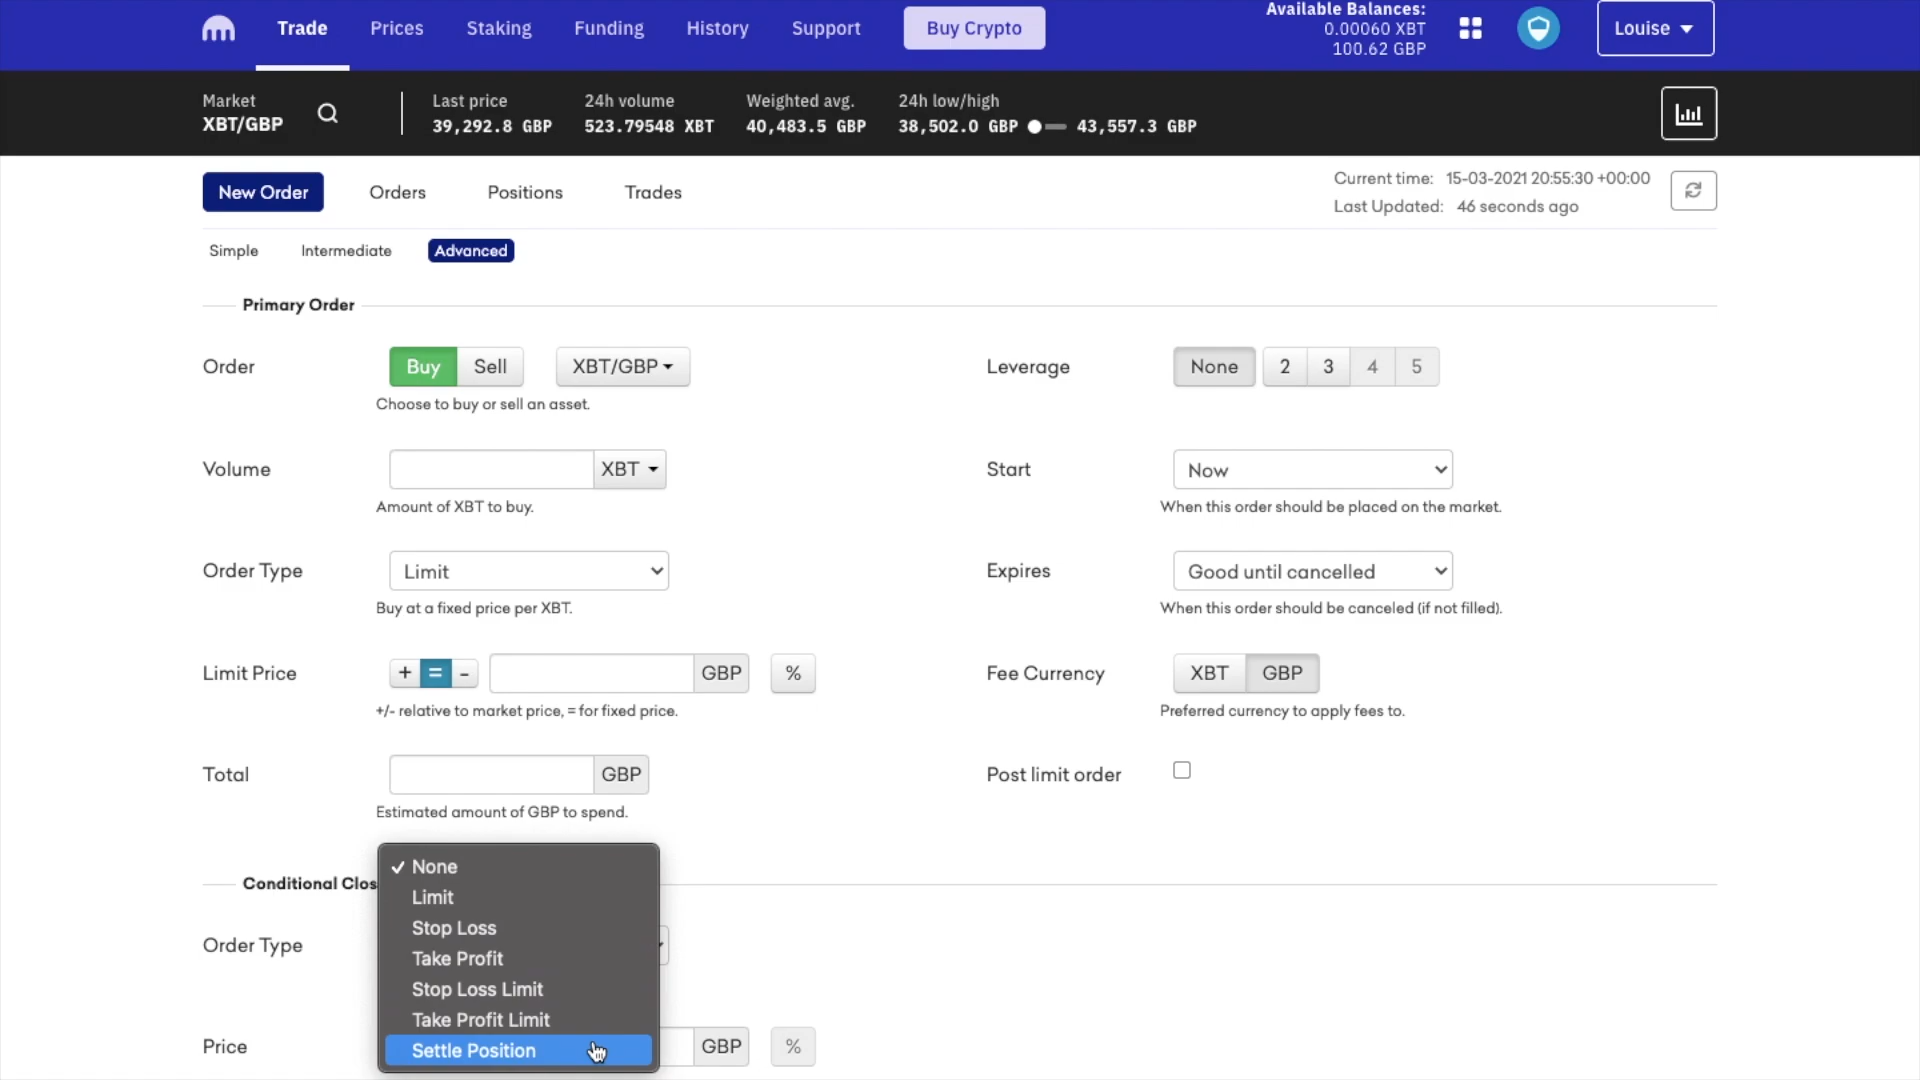 Trade
Prices
Staking
Funding
History
Support
Buy Crypto
Available Balances:
0.00060 XBT
100.62 GBP
Louise
Market
XBT/GBP
Last price
39,292.8 GBP
24h volume
523.79548 XBT
Weighted avg.
40,483.5 GBP
24h low/high
38,502.0 GBP 43,557.3 GBP
New Order
Orders
Positions
Trades
Current time: 15-03-2021 20:55:30 +00:00
Last Updated: 46 seconds ago
Simple
Intermediate
Advanced
Primary Order
Order
Buy Sell
XBT/GBP
Choose to buy or sell an asset.
Leverage
None 2 3 4 5
Volume
XBT
Amount of XBT to buy.
Start
Now
When this order should be placed on the market.
Order Type
Limit
Buy at a fixed price per XBT.
Expires
Good until cancelled
When this order should be canceled (if not filled).
Limit Price
+ = -
GBP
%
+/- relative to market price, = for fixed price.
Fee Currency
XBT GBP
Preferred currency to apply fees to.
Total
GBP
Estimated amount of GBP to spend.
Post limit order
Conditional Clos
✓ None
Limit
Stop Loss
Take Profit
Stop Loss Limit
Take Profit Limit
Settle Position
Order Type
Price
GBP
%